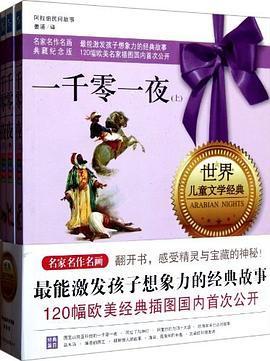 阿拉伯民间故事
名家名作名画
典藏纪念版
最能激发孩子想象力的经典故事
120幅欧美名家插图国内首次公开
一千零一夜(上)
世界
儿童文学经典
ARABIAN NIGHTS
名家名作名画
翻开书,感受精灵与宝藏的神秘!
最能激发孩子想象力的经典故事
120幅欧美经典插图国内首次公开